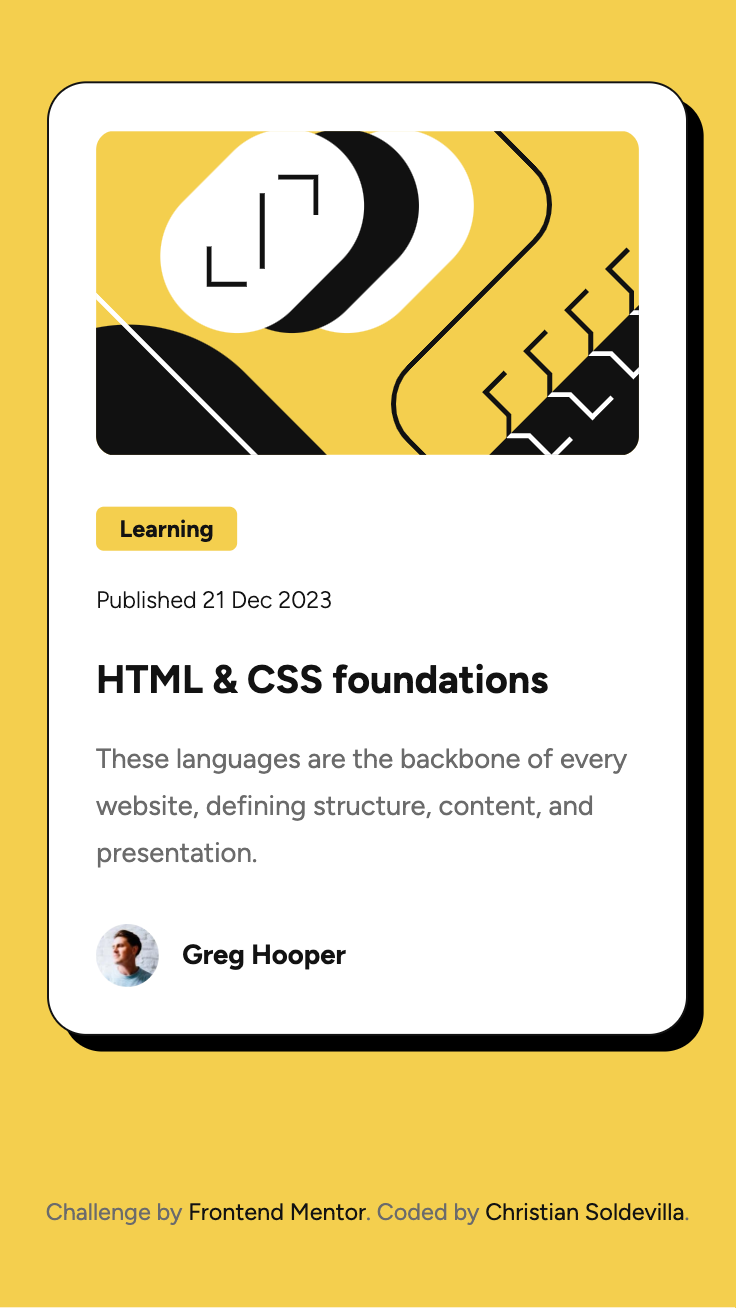 Learning
Published 21 Dec 2023
HTML & CSS foundations
These languages are the backbone of every
website, defining structure, content, and
presentation.
Greg Hooper
Challenge by Frontend Mentor. Coded by Christian Soldevilla.